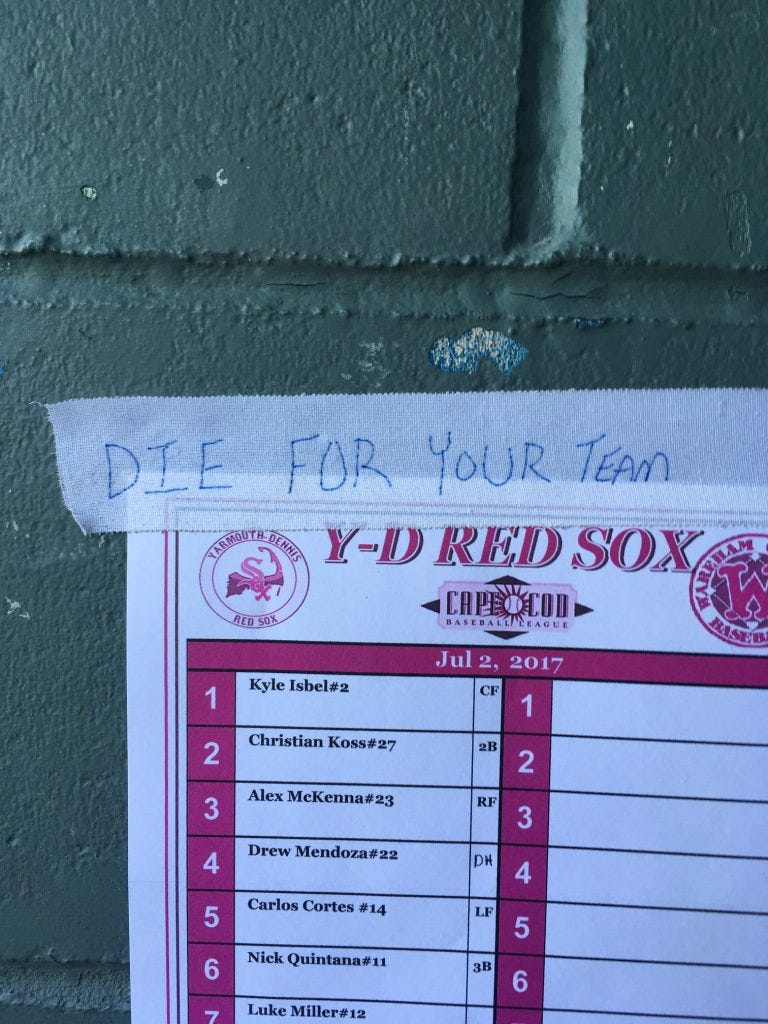 DIE FOR YOUR TEAM
Y-D RED SOX
YARMOUTH-DENNIS
RED SOX
CAPE COD
BASEBALL LEAGUE
WAREHAM
W
Jul 2, 2017
1 Kyle Isbel#2 CF 1
2 Christian Koss#27 2B 2
3 Alex McKenna#23 RF 3
4 Drew Mendoza#22 DH 4
5 Carlos Cortes #14 LF 5
6 Nick Quintana#11 3B 6
7 Luke Miller#12